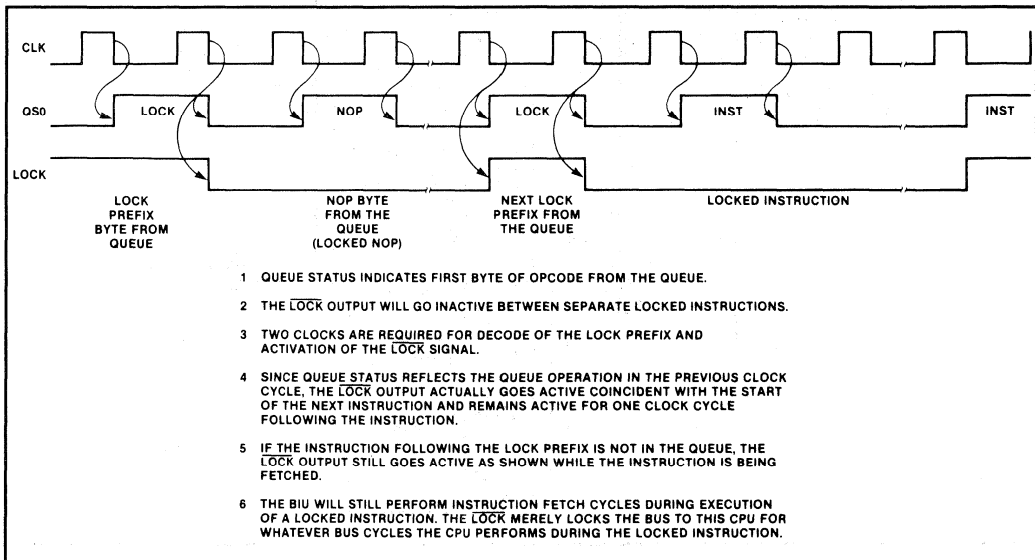 CLK
QS0
LOCK
NOP
LOCK
INST
INST
LOCK
LOCK
PREFIX
BYTE FROM
QUEUE
NOP BYTE
FROM THE
QUEUE
(LOCKED NOP)
NEXT LOCK
PREFIX FROM
THE QUEUE
LOCKED INSTRUCTION
1 QUEUE STATUS INDICATES FIRST BYTE OF OPCODE FROM THE QUEUE.
2 THE LOCK OUTPUT WILL GO INACTIVE BETWEEN SEPARATE LOCKED INSTRUCTIONS.
3 TWO CLOCKS ARE REQUIRED FOR DECODE OF THE LOCK PREFIX AND
ACTIVATION OF THE LOCK SIGNAL.
4 SINCE QUEUE STATUS REFLECTS THE QUEUE OPERATION IN THE PREVIOUS CLOCK
CYCLE, THE LOCK OUTPUT ACTUALLY GOES ACTIVE COINCIDENT WITH THE START
OF THE NEXT INSTRUCTION AND REMAINS ACTIVE FOR ONE CLOCK CYCLE
FOLLOWING THE INSTRUCTION.
5 IF THE INSTRUCTION FOLLOWING THE LOCK PREFIX IS NOT IN THE QUEUE, THE
LOCK OUTPUT STILL GOES ACTIVE AS SHOWN WHILE THE INSTRUCTION IS BEING
FETCHED.
6 THE BIU WILL STILL PERFORM INSTRUCTION FETCH CYCLES DURING EXECUTION
OF A LOCKED INSTRUCTION. THE LOCK MERELY LOCKS THE BUS TO THIS CPU FOR
WHATEVER BUS CYCLES THE CPU PERFORMS DURING THE LOCKED INSTRUCTION.